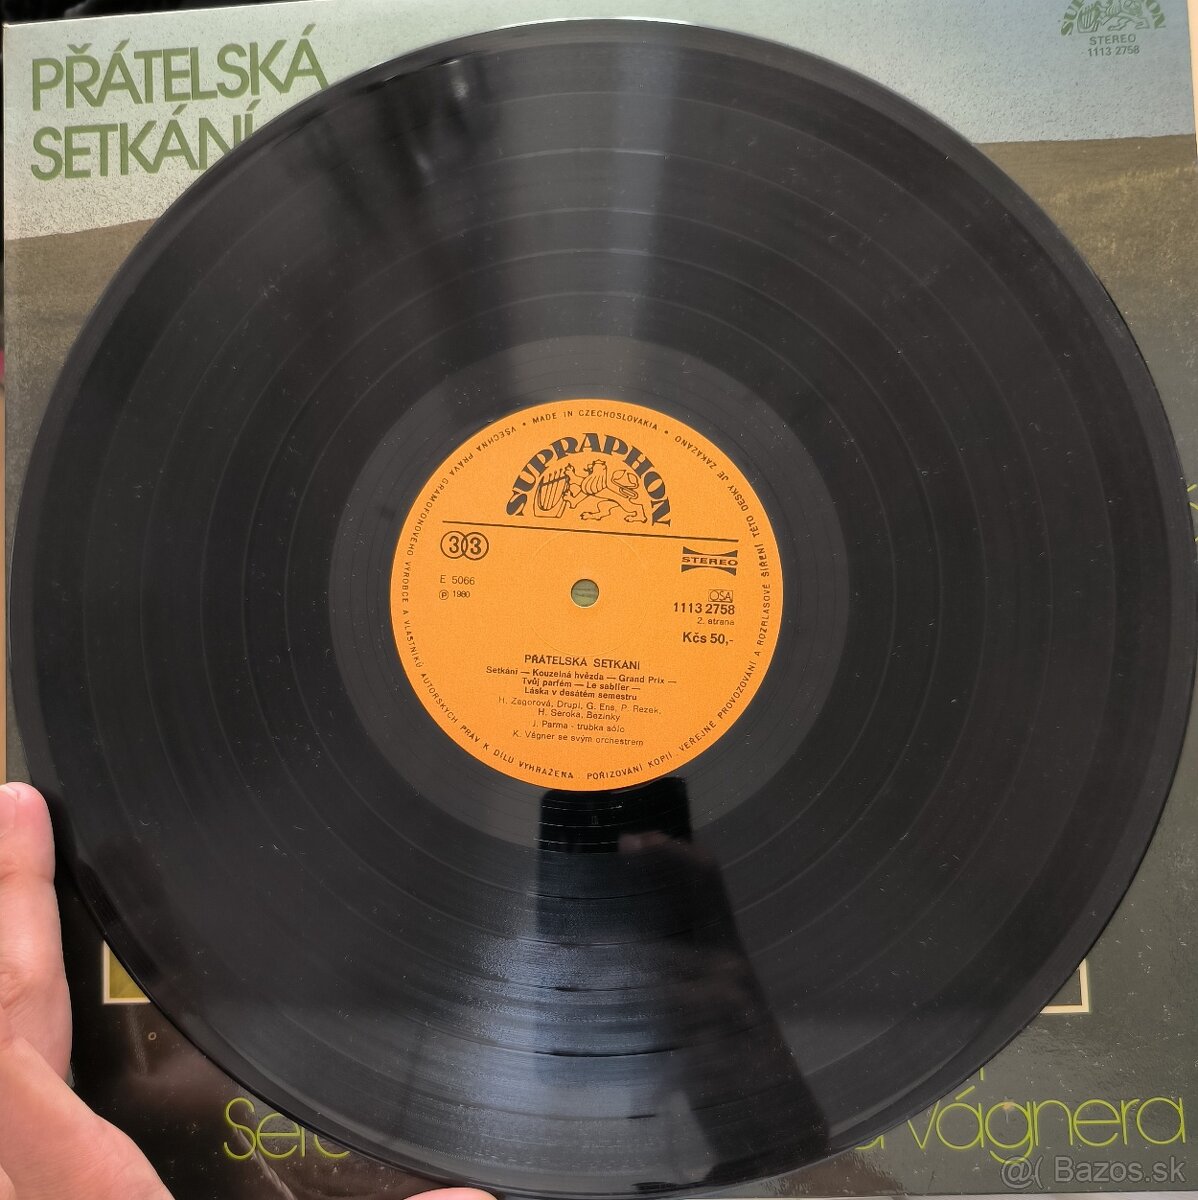 PŘÁTELSKÁ
SETKÁNÍ
SUPRAPHON
STEREO
1113 2758
VŠECHNA PRÁVA GRAMOFONOVÉHO VÝROBCE A VLASTNÍKŮ AUTORSKÝCH PRÁV K DÍLU VYHRAŽENA . POŘIZOVÁNÍ KOPIÍ . VEŘEJNÉ PROVOZOVÁNÍ A ROZHLASOVÉ ŠÍŘENÍ TÉTO DESKY JE ZAKÁZÁNO • MADE IN CZECHOSLOVAKIA •
SUPRAPHON
33
STEREO
E 5066
Ⓟ 1980
OSA
1113 2758
2. strana
Kčs 50,-
PŘÁTELSKÁ SETKÁNÍ
Setkání — Kouzelná hvězda — Grand Prix —
Tvůj parfém — Le sablier —
Láska v desátém semestru
H. Zagorová, Drupi, G. Ens, P. Rezek,
H. Seroka, Bezinky
J. Parma - trubka sólo
K. Vágner se svým orchestrem
vágnera
@( Bazos.sk